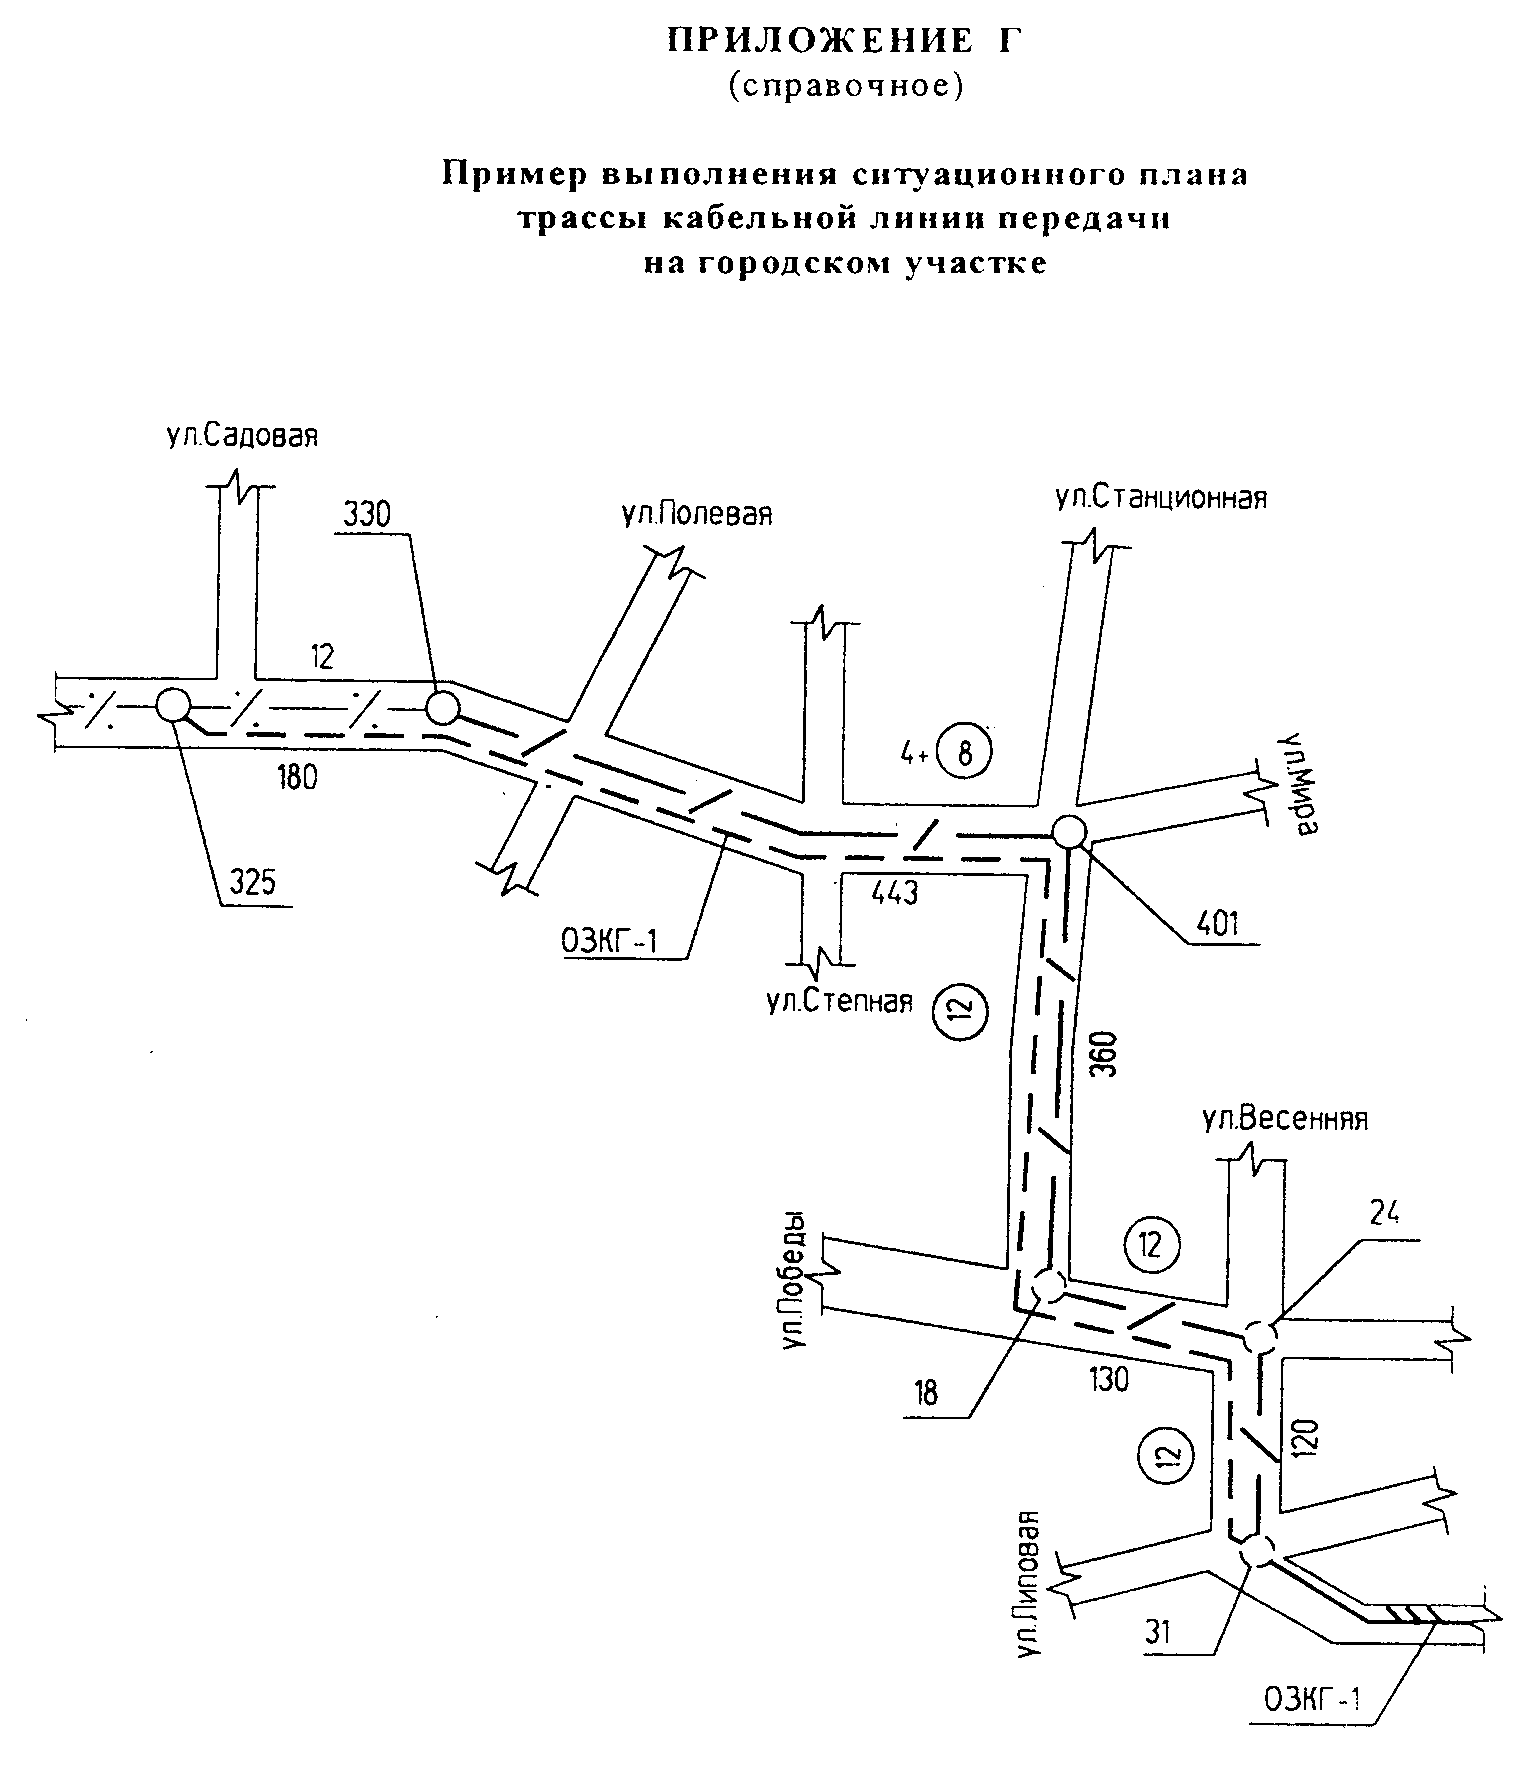 ПРИЛОЖЕНИЕ Г
(справочное)
Пример выполнения ситуационного плана
трассы кабельной линии передачи
на городском участке
ул.Садовая
330
ул.Полевая
ул.Станционная
12
4+ 8
ул.Мира
180
325
443
401
ОЗКГ-1
ул.Степная
12
360
ул.Весенняя
24
12
ул.Победы
130
18
12
120
ул.Липовая
31
ОЗКГ-1